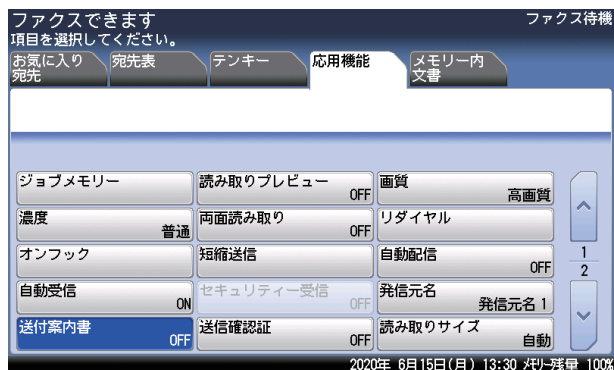 ファクスできます
ファクス待機
項目を選択してください。
お気に入り
宛先
宛先表
テンキー
応用機能
メモリー内
文書
ジョブメモリー
読み取りプレビュー
OFF
画質
高画質
濃度
普通
両面読み取り
OFF
リダイヤル
オンフック
短縮送信
自動配信
OFF
1
2
自動受信
ON
セキュリティー受信
OFF
発信元名
発信元名 1
送付案内書
OFF
送信確認証
OFF
読み取りサイズ
自動
2020年 6月15日(月) 13:30 メモリー残量 100%